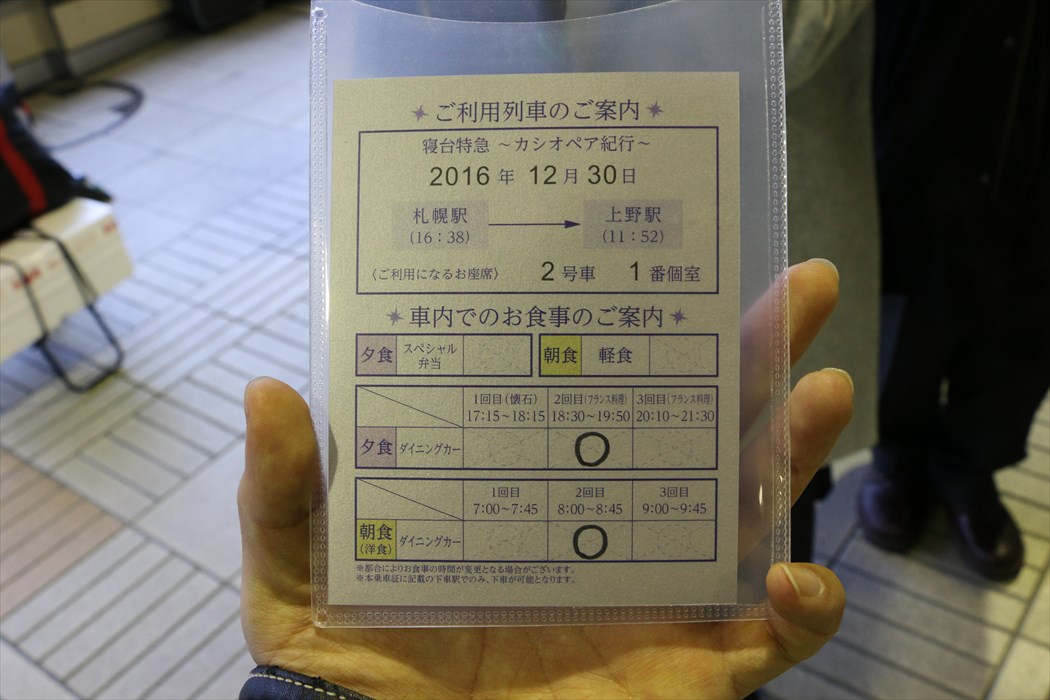 ✴ご利用列車のご案内✴
寝台特急 ～カシオペア紀行～
2016 年 12 月 30 日
札幌駅 上野駅
(16：38) (11：52)
〈ご利用になるお座席〉 2 号車 1 番個室
✴車内でのお食事のご案内✴
夕食 スペシャル弁当 朝食 軽食
1回目(懐石) 2回目(フランス料理) 3回目(フランス料理)
17:15～18:15 18:30～19:50 20:10～21:30
夕食 ダイニングカー ○
1回目 2回目 3回目
7:00～7:45 8:00～8:45 9:00～9:45
朝食(洋食) ダイニングカー ○
※都合によりお食事の時間が変更となる場合がございます。
※本乗車証に記載の下車駅でのみ、下車が可能となります。